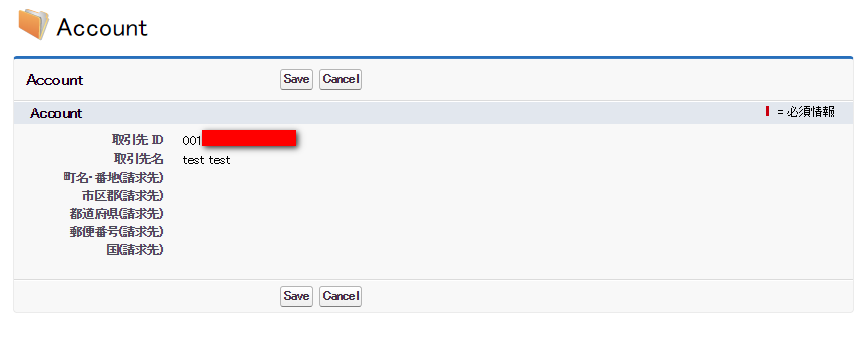 Account
Account Save Cancel
Account = 必須情報
取引先 ID 001
取引先名 test test
町名・番地(請求先)
市区郡(請求先)
都道府県(請求先)
郵便番号(請求先)
国(請求先)
Save Cancel